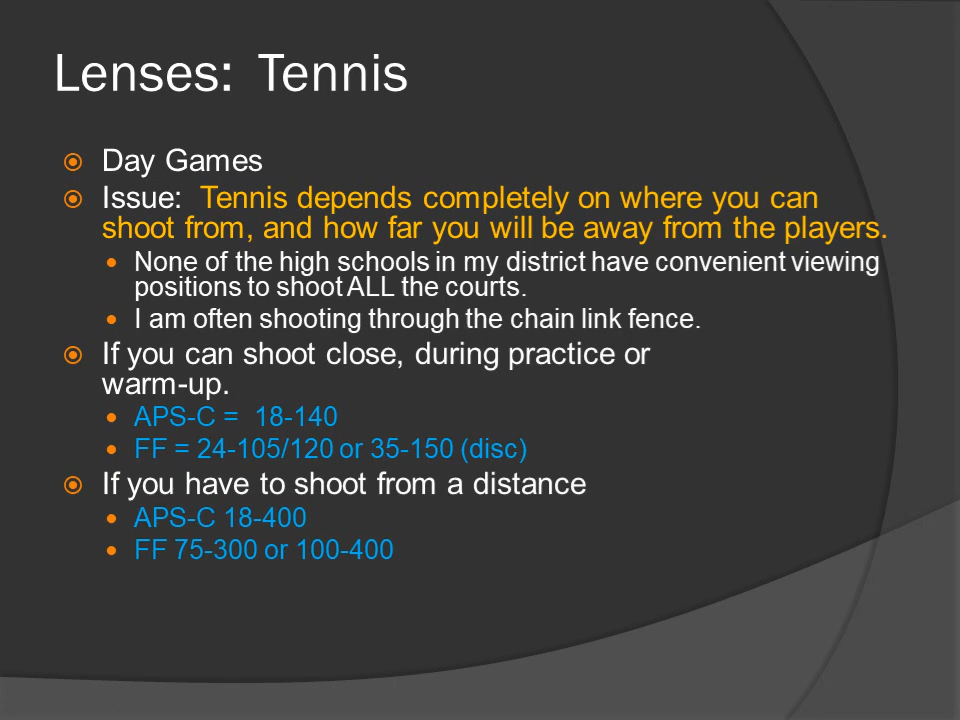 Lenses:  Tennis
Day Games
Issue:  Tennis depends completely on where you can
shoot from, and how far you will be away from the players.
None of the high schools in my district have convenient viewing
positions to shoot ALL the courts.
I am often shooting through the chain link fence.
If you can shoot close, during practice or
warm-up.
APS-C =  18-140
FF = 24-105/120 or 35-150 (disc)
If you have to shoot from a distance
APS-C 18-400
FF 75-300 or 100-400